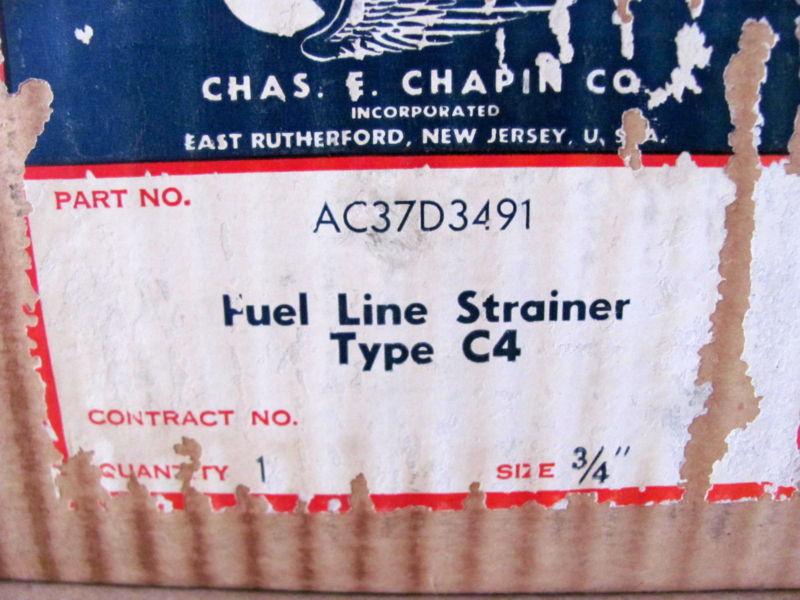 CHAS. E. CHAPIN CO.
INCORPORATED
EAST RUTHERFORD, NEW JERSEY, U.S.A.
PART NO. AC37D3491
Fuel Line Strainer
Type C4
CONTRACT NO.
QUANTITY 1 SIZE 3/4"